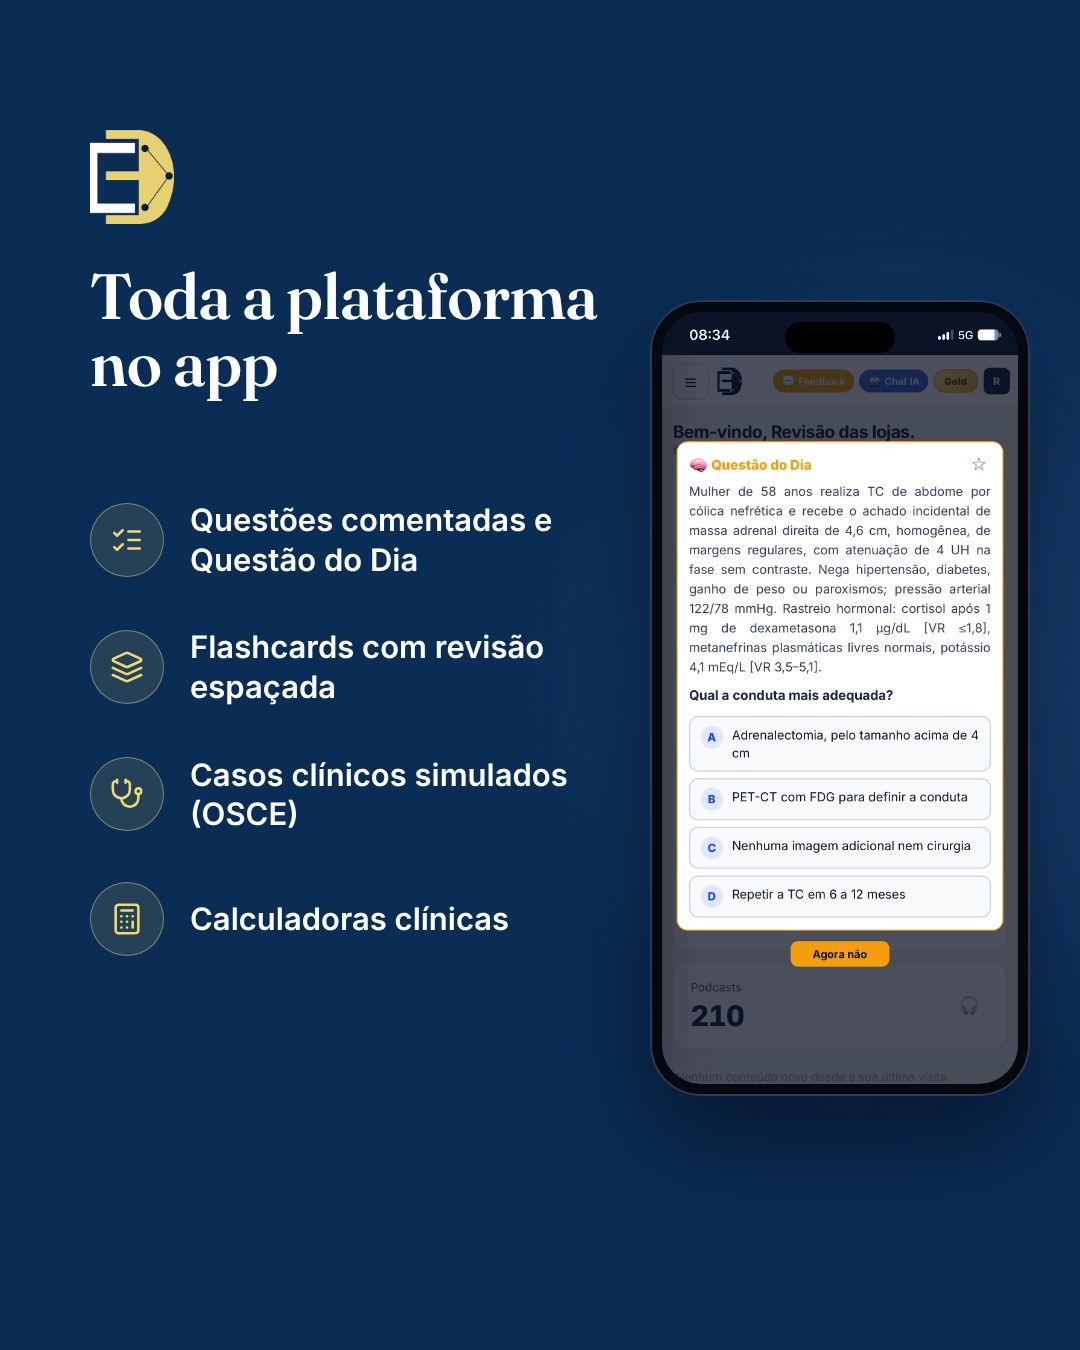 Toda a plataforma
no app
Questões comentadas e
Questão do Dia
Flashcards com revisão
espaçada
Casos clínicos simulados
(OSCE)
Calculadoras clínicas
08:34
5G
Feedback
Chat IA
Gold
R
Bem-vindo, Revisão das lojas.
Questão do Dia
Mulher de 58 anos realiza TC de abdome por
cólica nefrética e recebe o achado incidental de
massa adrenal direita de 4,6 cm, homogênea, de
margens regulares, com atenuação de 4 UH na
fase sem contraste. Nega hipertensão, diabetes,
ganho de peso ou paroxismos; pressão arterial
122/78 mmHg. Rastreio hormonal: cortisol após 1
mg de dexametasona 1,1 µg/dL [VR ≤1,8],
metanefrinas plasmáticas livres normais, potássio
4,1 mEq/L [VR 3,5–5,1].
Qual a conduta mais adequada?
A Adrenalectomia, pelo tamanho acima de 4
cm
B PET-CT com FDG para definir a conduta
C Nenhuma imagem adicional nem cirurgia
D Repetir a TC em 6 a 12 meses
Agora não
Podcasts
210
Nenhum conteúdo novo desde a sua última visita